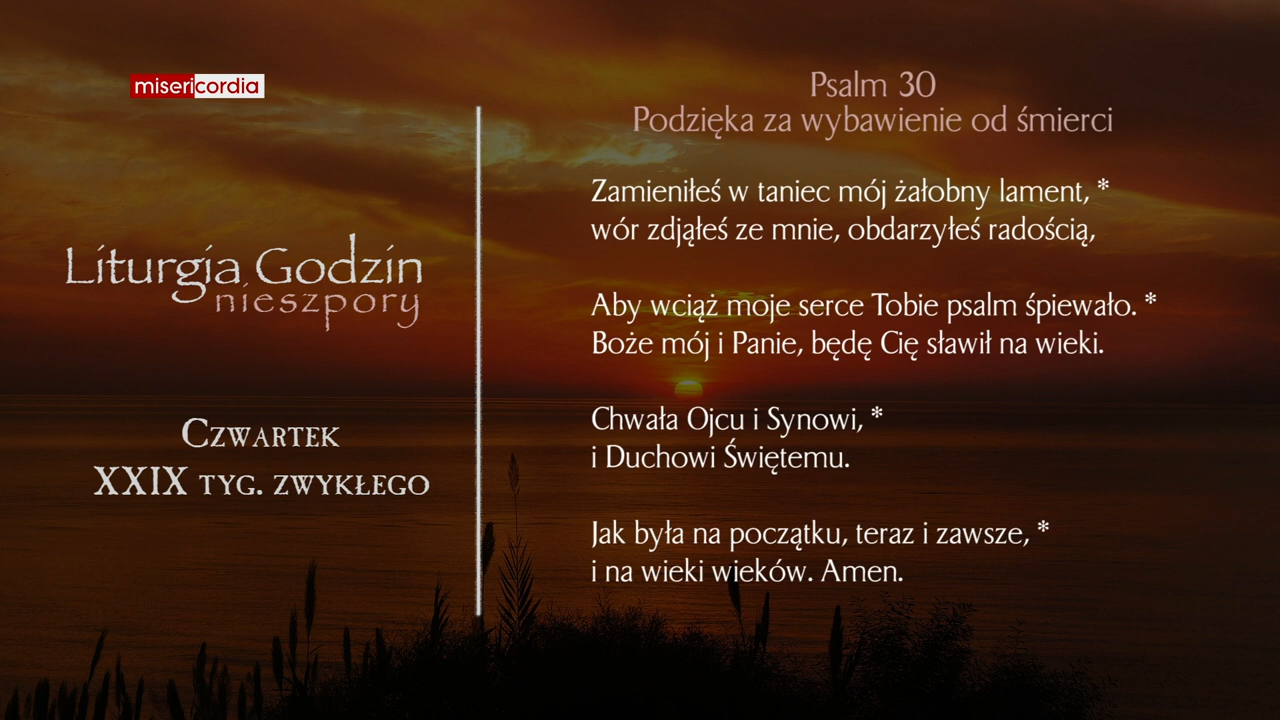 misericordia
Liturgia Godzin
nieszpory
Czwartek
XXIX tyg. zwykłego
Psalm 30
Podzięka za wybawienie od śmierci
Zamieniłeś w taniec mój żałobny lament, *
wór zdjąłeś ze mnie, obdarzyłeś radością,
Aby wciąż moje serce Tobie psalm śpiewało. *
Boże mój i Panie, będę Cię sławił na wieki.
Chwała Ojcu i Synowi, *
i Duchowi Świętemu.
Jak była na początku, teraz i zawsze, *
i na wieki wieków. Amen.